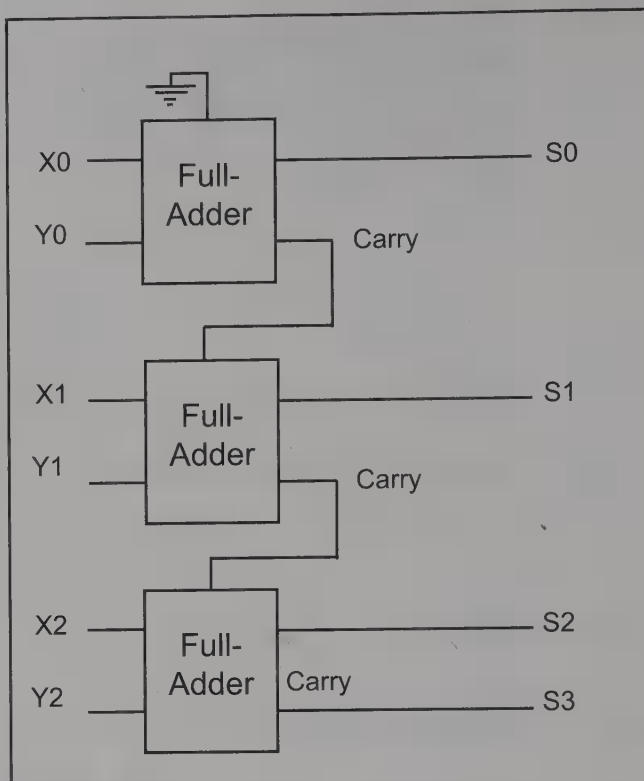 X0
Y0
Full-
Adder
S0
Carry
X1
Y1
Full-
Adder
S1
Carry
X2
Y2
Full-
Adder
Carry
S2
S3